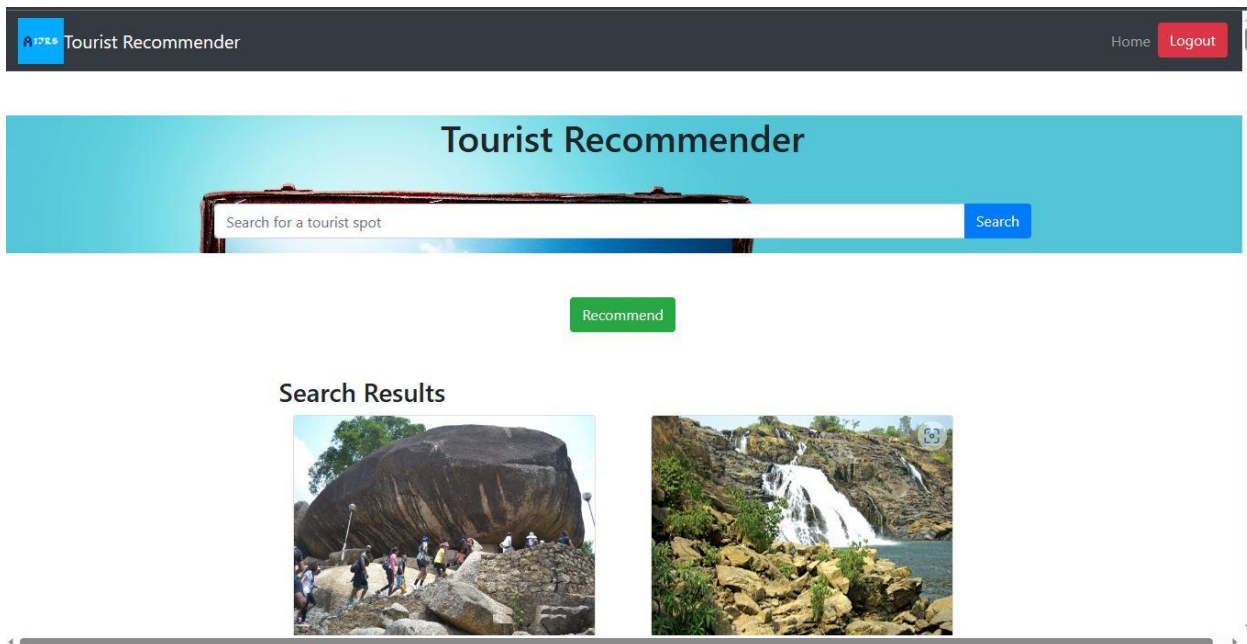 Tourist Recommender
Home
Logout
Tourist Recommender
Search for a tourist spot
Search
Recommend
Search Results